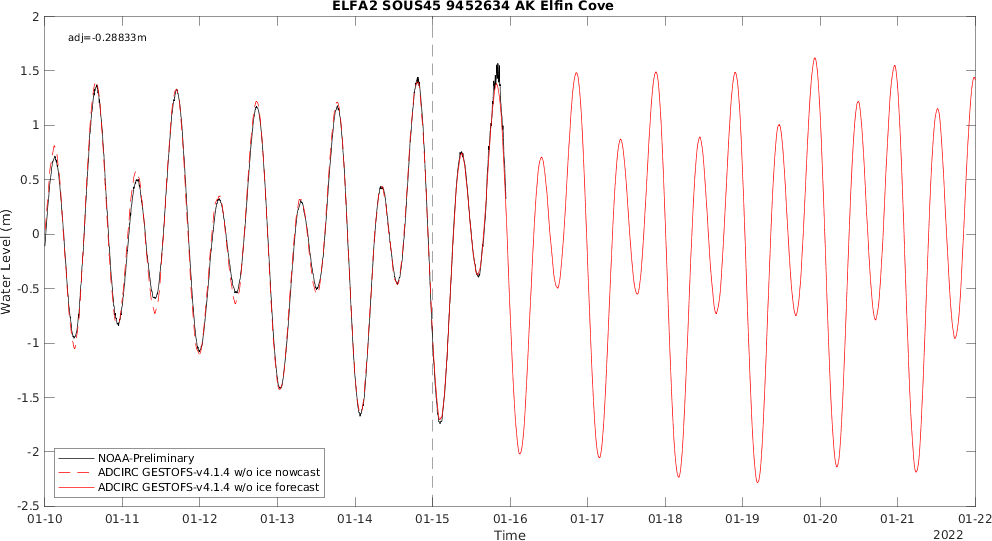 ELFA2 SOUS45 9452634 AK Elfin Cove
adj=-0.28833m
2
1.5
1
0.5
0
-0.5
-1
-1.5
-2
-2.5
Water Level (m)
NOAA-Preliminary
ADCIRC GESTOFS-v4.1.4 w/o ice nowcast
ADCIRC GESTOFS-v4.1.4 w/o ice forecast
01-10 01-11 01-12 01-13 01-14 01-15 01-16 01-17 01-18 01-19 01-20 01-21 01-22
Time
2022